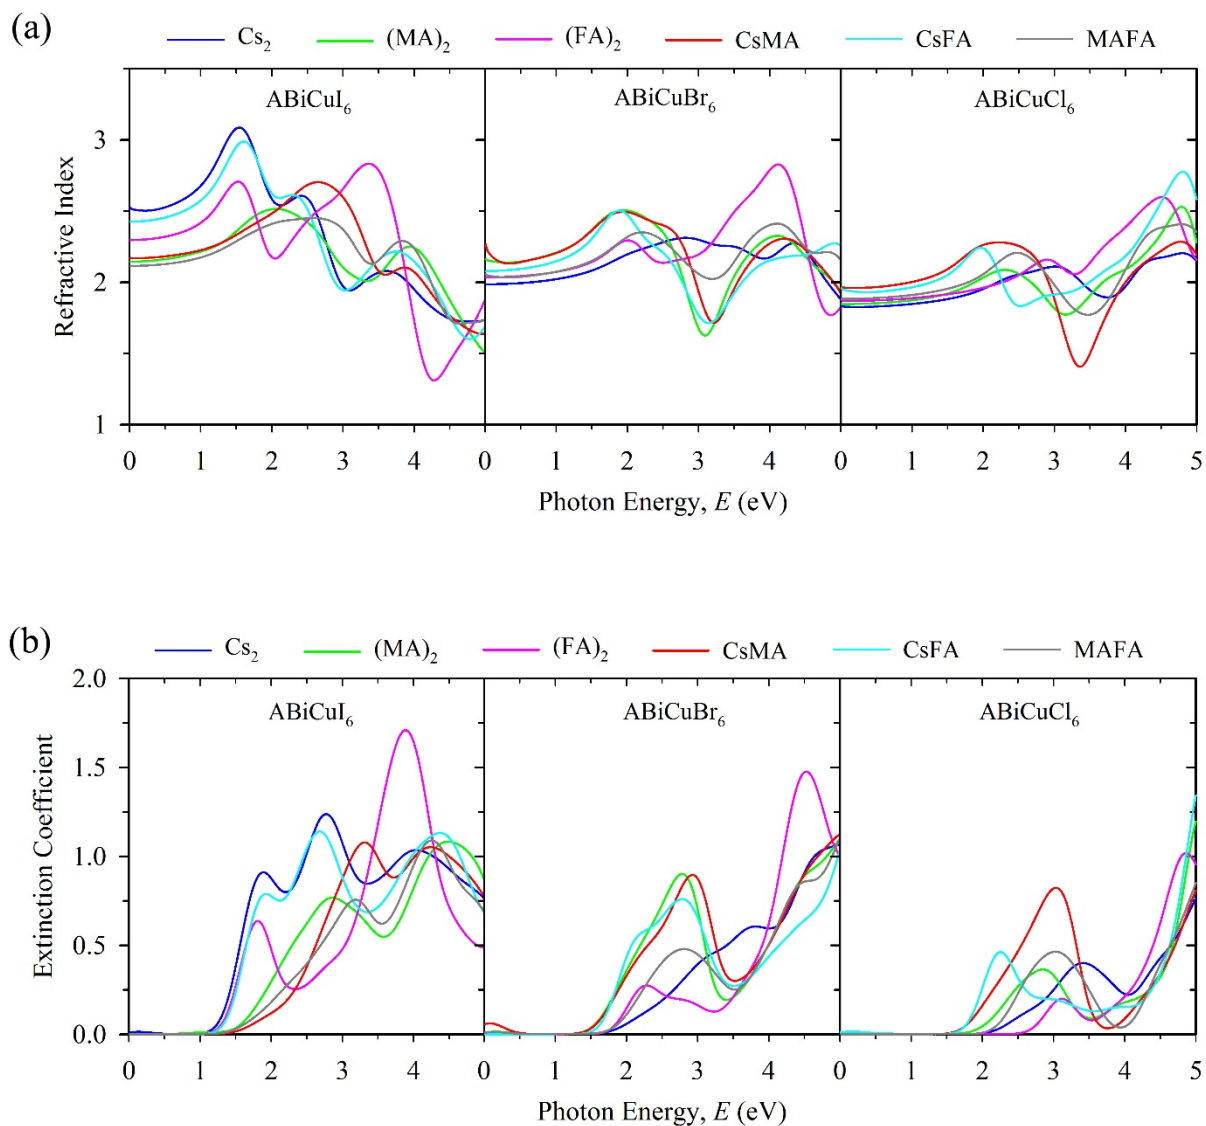 (a)
Cs₂ (MA)₂ (FA)₂ CsMA CsFA MAFA
ABiCuI₆ ABiCuBr₆ ABiCuCl₆
Refractive Index
3
2
1
0 1 2 3 4 0 1 2 3 4 0 1 2 3 4 5
Photon Energy, E (eV)
(b)
Cs₂ (MA)₂ (FA)₂ CsMA CsFA MAFA
ABiCuI₆ ABiCuBr₆ ABiCuCl₆
Extinction Coefficient
2.0
1.5
1.0
0.5
0.0
0 1 2 3 4 0 1 2 3 4 0 1 2 3 4 5
Photon Energy, E (eV)